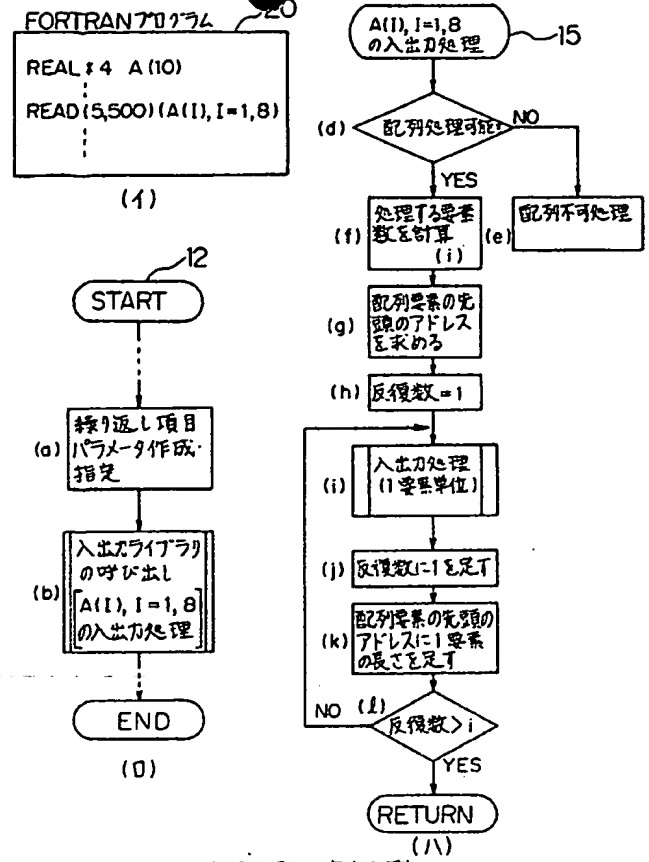 FORTRANプログラム
20
REAL*4 A(10)
READ(5,500)(A(I),I=1,8)
(イ)
12
START
(a)
繰り返し項目
パラメータ作成・
指定
(b)
入出力ライブラリ
の呼び出し
[A(I),I=1,8]
の入出力処理
END
(ロ)
A(I),I=1,8
の入出力処理
15
(d)
配列処理可能?
NO
YES
(e)
配列不可処理
(f)
処理する要素
数を計算
(i)
(g)
配列要素の先
頭のアドレス
を求める
(h)
反復数=1
(i)
入出力処理
(1要素単位)
(j)
反復数に1を足す
(k)
配列要素の先頭の
アドレスに1要素
の長さを足す
NO
(l)
反復数>i
YES
RETURN
(ハ)